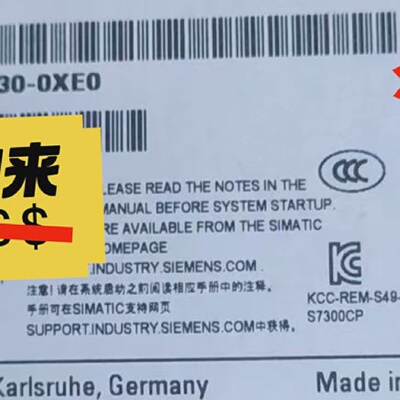 30-0XE0
来
$
LEASE READ THE NOTES IN THE
MANUAL BEFORE SYSTEM STARTUP.
RE AVAILABLE FROM THE SIMATIC
OMEPAGE
.INDUSTRY.SIEMENS.COM .
注意! 请在系统启动之前阅读相应手册中的注释。
手册可在SIMATIC支持网页
SUPPORT.INDUSTRY.SIEMENS.COM中获得。
CCC
KCC-REM-S49-
S7300CP
Karlsruhe, Germany
Made in